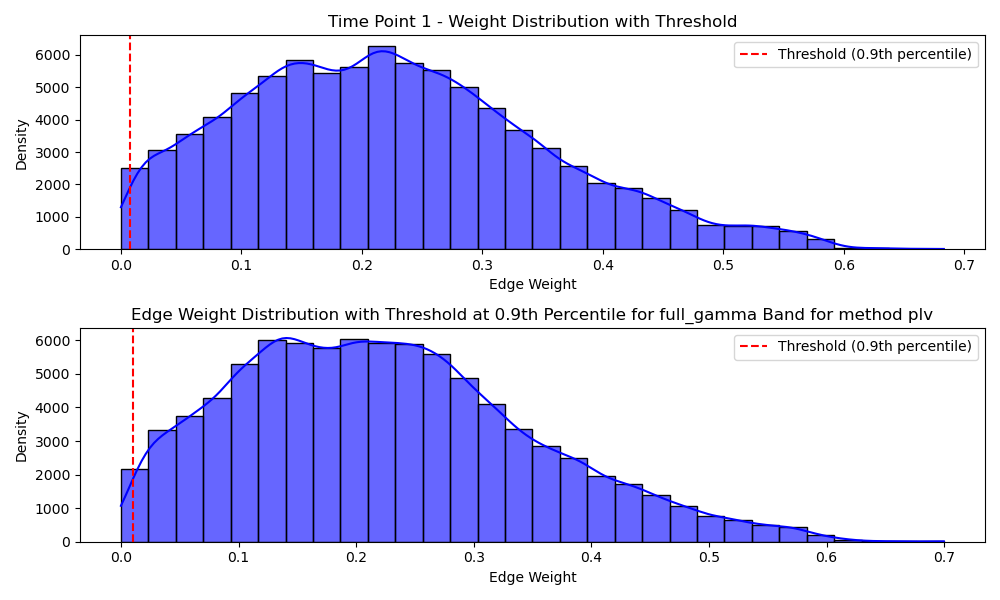 Time Point 1 - Weight Distribution with Threshold
Threshold (0.9th percentile)
Density
6000
5000
4000
3000
2000
1000
0
0.0 0.1 0.2 0.3 0.4 0.5 0.6 0.7
Edge Weight
Edge Weight Distribution with Threshold at 0.9th Percentile for full_gamma Band for method plv
Threshold (0.9th percentile)
Density
6000
5000
4000
3000
2000
1000
0
0.0 0.1 0.2 0.3 0.4 0.5 0.6 0.7
Edge Weight